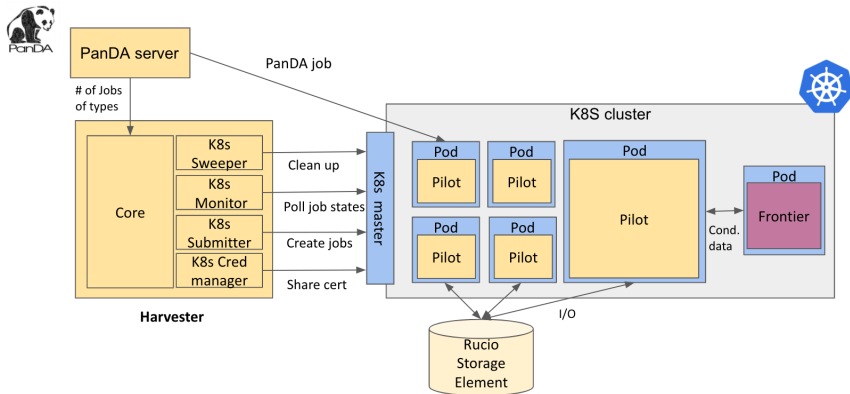 PanDA
PanDA server
PanDA job
# of Jobs
of types
K8S cluster
Core
K8s
Sweeper
K8s
Monitor
K8s
Submitter
K8s Cred
manager
Harvester
Clean up
Poll job states
Create jobs
Share cert
K8s master
Pod
Pilot
Pod
Pilot
Pod
Pilot
Pod
Pilot
Pod
Pilot
Cond.
data
Pod
Frontier
I/O
Rucio
Storage
Element